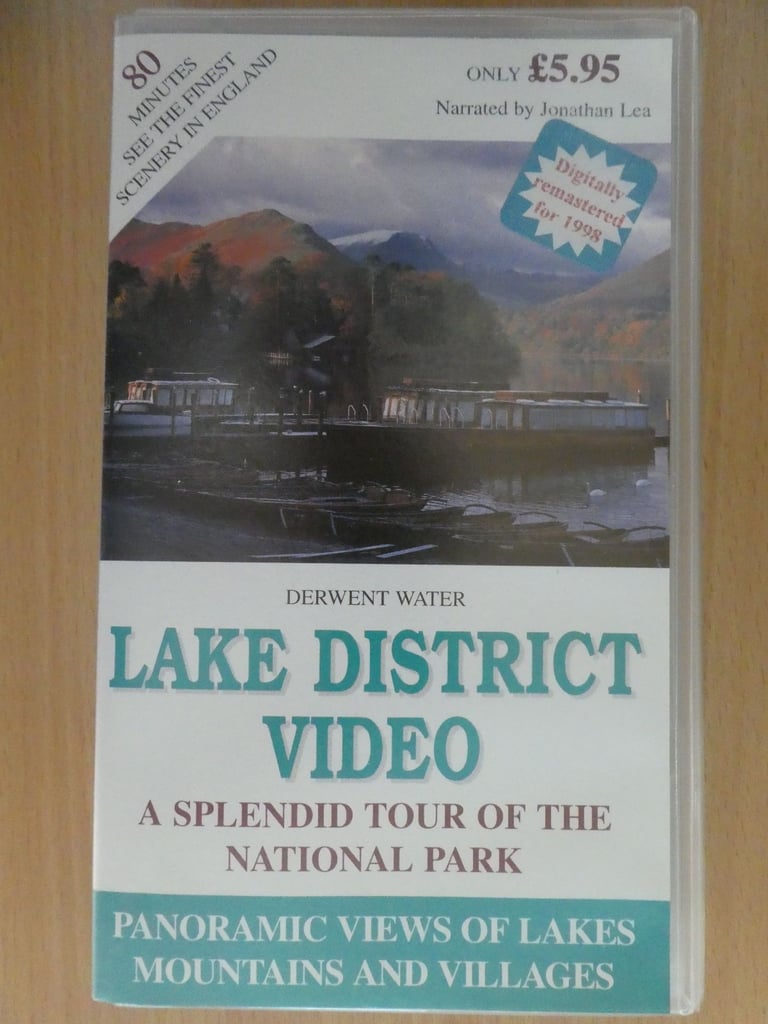 80
MINUTES
SEE THE FINEST
SCENERY IN ENGLAND
ONLY £5.95
Narrated by Jonathan Lea
Digitally
remastered
for 1998
DERWENT WATER
LAKE DISTRICT
VIDEO
A SPLENDID TOUR OF THE
NATIONAL PARK
PANORAMIC VIEWS OF LAKES
MOUNTAINS AND VILLAGES